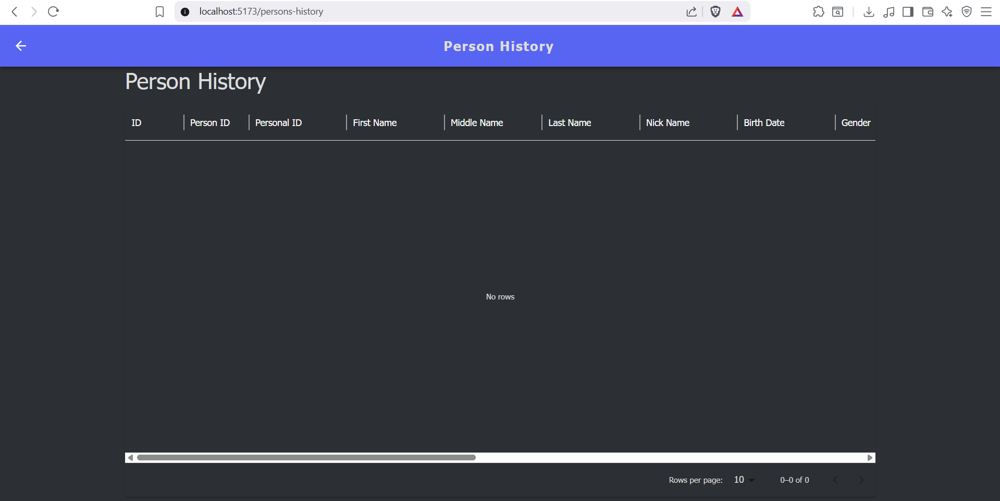 localhost:5173/persons-history
Person History
Person History
ID Person ID Personal ID First Name Middle Name Last Name Nick Name Birth Date Gender
No rows
Rows per page: 10 0–0 of 0